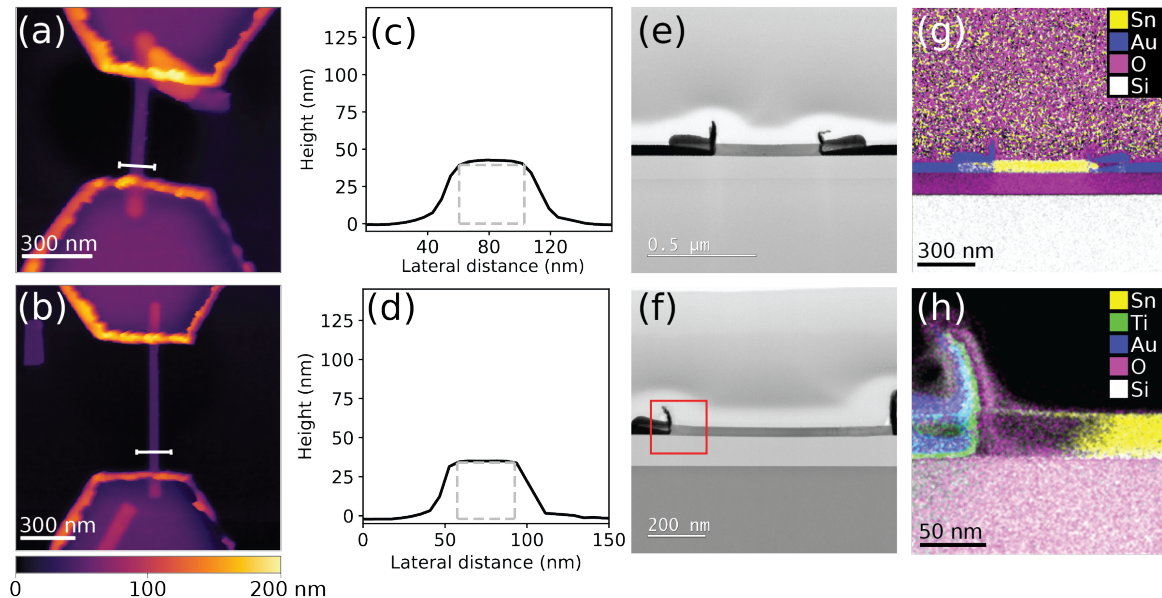 (a)
300 nm
(b)
300 nm
0 100 200 nm
(c)
Height (nm)
125
100
75
50
25
0
40 80 120
Lateral distance (nm)
(d)
Height (nm)
125
100
75
50
25
0
0 50 100 150
Lateral distance (nm)
(e)
0.5 μm
(f)
200 nm
(g)
Sn
Au
O
Si
300 nm
(h)
Sn
Ti
Au
O
Si
50 nm